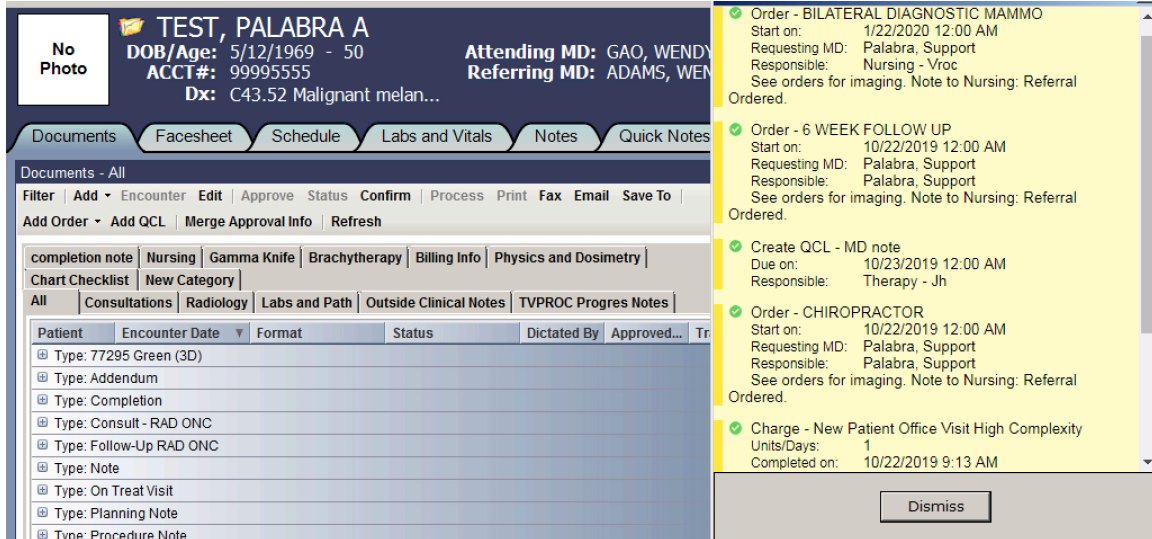 No
Photo
TEST, PALABRA A
DOB/Age: 5/12/1969 - 50
ACCT#: 99995555
Dx: C43.52 Malignant melan...
Attending MD: GAO, WENDY
Referring MD: ADAMS, WEN
Documents Facesheet Schedule Labs and Vitals Notes Quick Notes
Documents - All
Filter Add Encounter Edit Approve Status Confirm Process Print Fax Email Save To
Add Order Add QCL Merge Approval Info Refresh
completion note Nursing Gamma Knife Brachytherapy Billing Info Physics and Dosimetry
Chart Checklist New Category
All Consultations Radiology Labs and Path Outside Clinical Notes TVPROC Progres Notes
Patient Encounter Date Format Status Dictated By Approved... Tr
Type: 77295 Green (3D)
Type: Addendum
Type: Completion
Type: Consult - RAD ONC
Type: Follow-Up RAD ONC
Type: Note
Type: On Treat Visit
Type: Planning Note
Type: Procedure Note
Order - BILATERAL DIAGNOSTIC MAMMO
Start on: 1/22/2020 12:00 AM
Requesting MD: Palabra, Support
Responsible: Nursing - Vroc
See orders for imaging. Note to Nursing: Referral
Ordered.
Order - 6 WEEK FOLLOW UP
Start on: 10/22/2019 12:00 AM
Requesting MD: Palabra, Support
Responsible: Palabra, Support
See orders for imaging. Note to Nursing: Referral
Ordered.
Create QCL - MD note
Due on: 10/23/2019 12:00 AM
Responsible: Therapy - Jh
Order - CHIROPRACTOR
Start on: 10/22/2019 12:00 AM
Requesting MD: Palabra, Support
Responsible: Palabra, Support
See orders for imaging. Note to Nursing: Referral
Ordered.
Charge - New Patient Office Visit High Complexity
Units/Days: 1
Completed on: 10/22/2019 9:13 AM
Dismiss